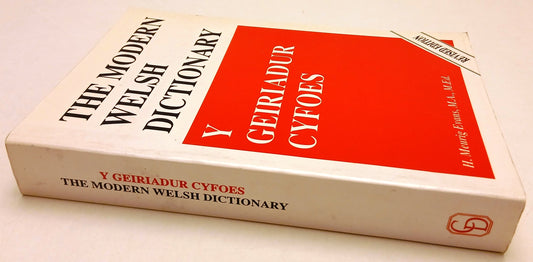 THE MODERN
WELSH
DICTIONARY
Y
GEIRIADUR
CYFOES
REVISED EDITION
H. Meurig Evans, M.A., M.Ed.
Y GEIRIADUR CYFOES
THE MODERN WELSH DICTIONARY